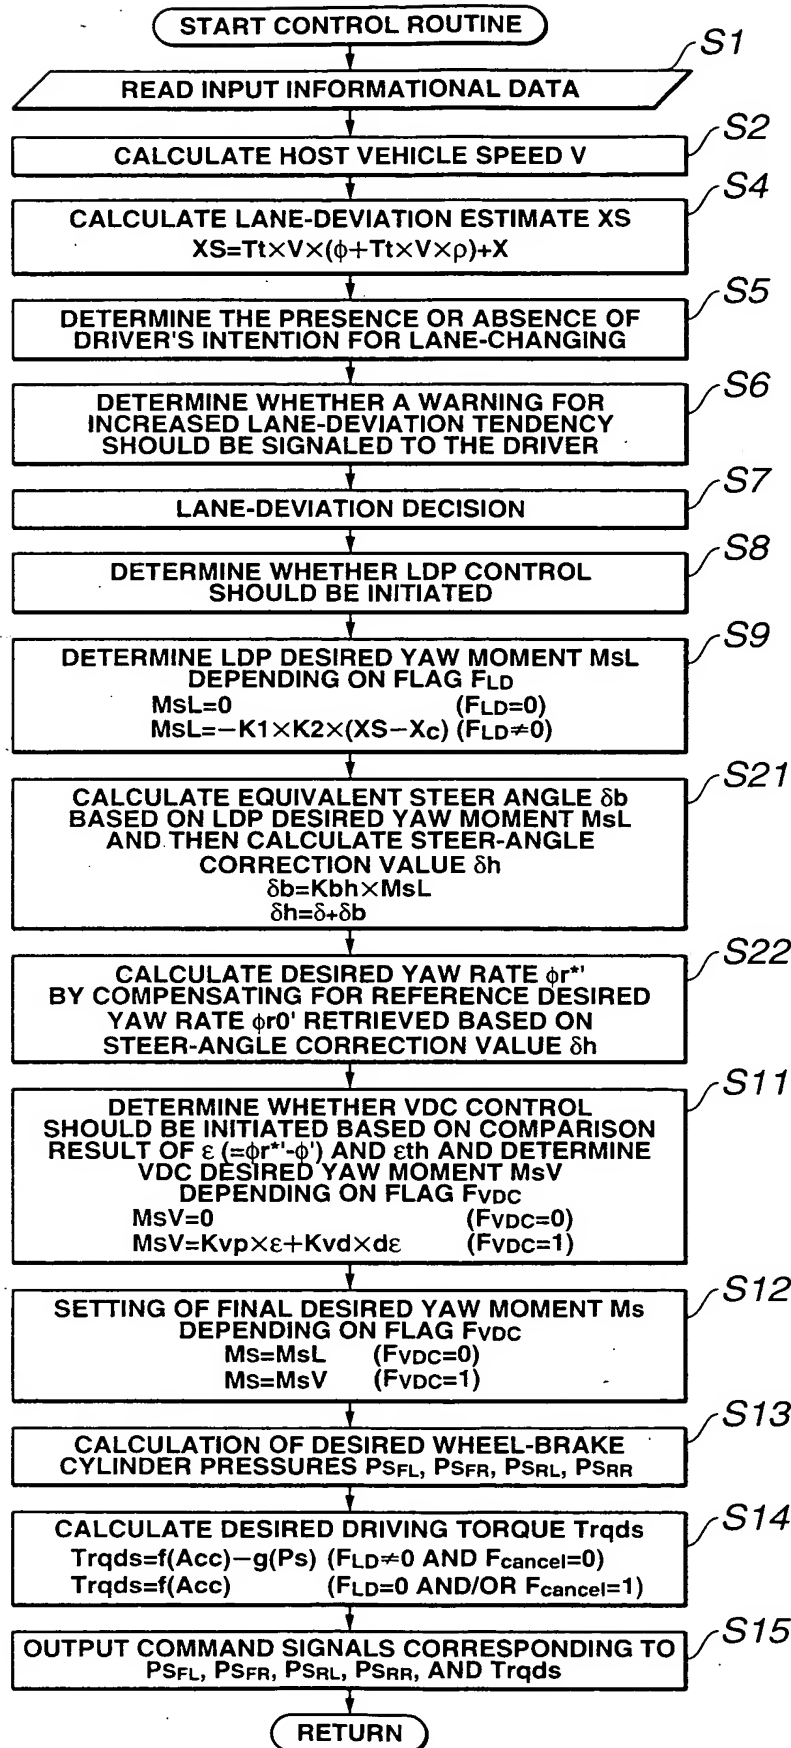 START CONTROL ROUTINE
S1
READ INPUT INFORMATIONAL DATA
S2
CALCULATE HOST VEHICLE SPEED V
S4
CALCULATE LANE-DEVIATION ESTIMATE XS
XS=Tt×V×(ϕ+Tt×V×ρ)+X
S5
DETERMINE THE PRESENCE OR ABSENCE OF
DRIVER'S INTENTION FOR LANE-CHANGING
S6
DETERMINE WHETHER A WARNING FOR
INCREASED LANE-DEVIATION TENDENCY
SHOULD BE SIGNALED TO THE DRIVER
S7
LANE-DEVIATION DECISION
S8
DETERMINE WHETHER LDP CONTROL
SHOULD BE INITIATED
S9
DETERMINE LDP DESIRED YAW MOMENT MsL
DEPENDING ON FLAG FLD
MsL=0 (FLD=0)
MsL=−K1×K2×(XS−Xc) (FLD≠0)
S21
CALCULATE EQUIVALENT STEER ANGLE δb
BASED ON LDP DESIRED YAW MOMENT MsL
AND THEN CALCULATE STEER-ANGLE
CORRECTION VALUE δh
δb=Kbh×MsL
δh=δ+δb
S22
CALCULATE DESIRED YAW RATE ϕr*'
BY COMPENSATING FOR REFERENCE DESIRED
YAW RATE ϕr0' RETRIEVED BASED ON
STEER-ANGLE CORRECTION VALUE δh
S11
DETERMINE WHETHER VDC CONTROL
SHOULD BE INITIATED BASED ON COMPARISON
RESULT OF ε (=ϕr*'-ϕ') AND εth AND DETERMINE
VDC DESIRED YAW MOMENT MsV
DEPENDING ON FLAG FVDC
MsV=0 (FVDC=0)
MsV=Kvp×ε+Kvd×dε (FVDC=1)
S12
SETTING OF FINAL DESIRED YAW MOMENT Ms
DEPENDING ON FLAG FVDC
Ms=MsL (FVDC=0)
Ms=MsV (FVDC=1)
S13
CALCULATION OF DESIRED WHEEL-BRAKE
CYLINDER PRESSURES PSFL, PSFR, PSRL, PSRR
S14
CALCULATE DESIRED DRIVING TORQUE Trqds
Trqds=f(Acc)−g(Ps) (FLD≠0 AND Fcancel=0)
Trqds=f(Acc) (FLD=0 AND/OR Fcancel=1)
S15
OUTPUT COMMAND SIGNALS CORRESPONDING TO
PSFL, PSFR, PSRL, PSRR, AND Trqds
RETURN